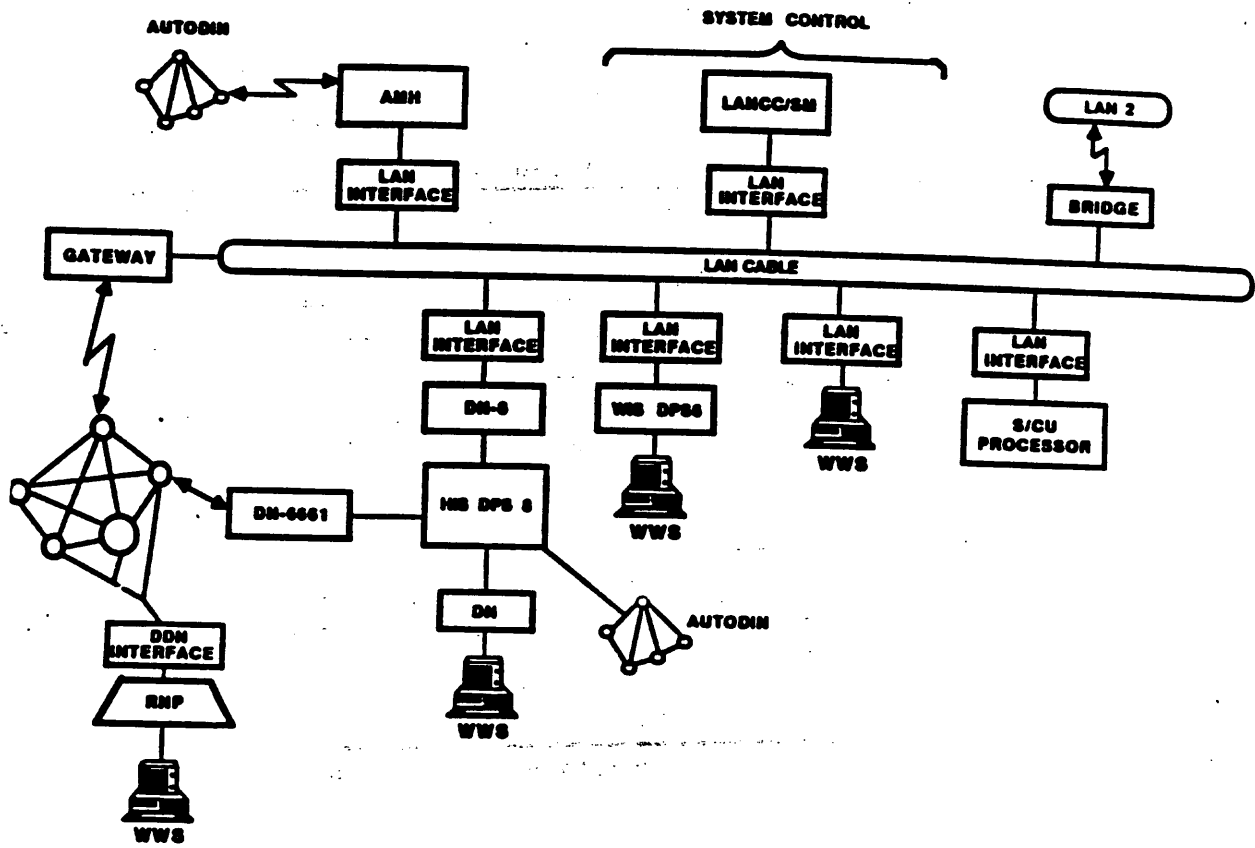 SYSTEM CONTROL
AUTODIN
AMH
LANCC/SM
LAN 2
LAN
INTERFACE
LAN
INTERFACE
BRIDGE
GATEWAY
LAN CABLE
LAN
INTERFACE
LAN
INTERFACE
LAN
INTERFACE
LAN
INTERFACE
DN-6
WIS DPS6
WWS
S/CU
PROCESSOR
DN-6661
HIS DPS 8
WWS
DN
AUTODIN
DDN
INTERFACE
RNP
WWS
WWS